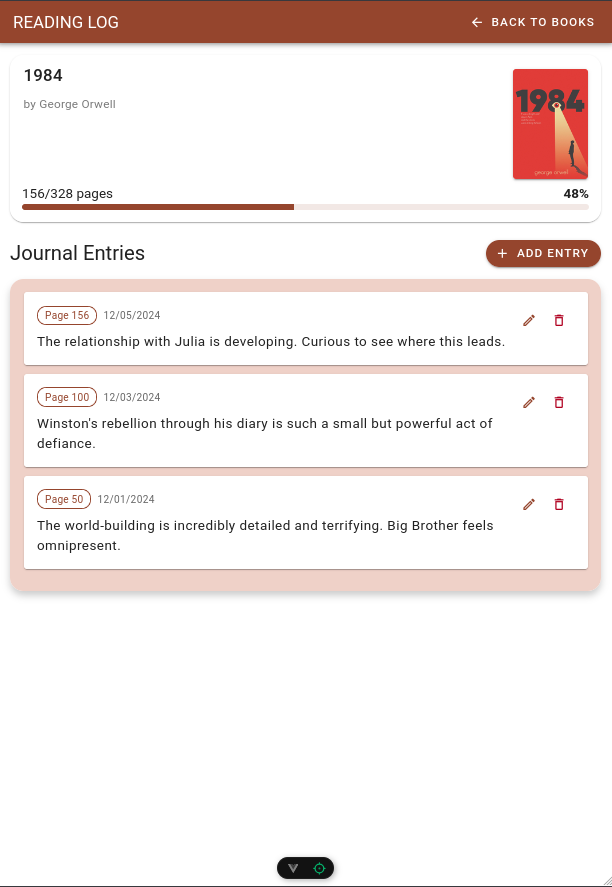 READING LOG
BACK TO BOOKS
1984
by George Orwell
1984
george orwell
156/328 pages
48%
Journal Entries
ADD ENTRY
Page 156 12/05/2024
The relationship with Julia is developing. Curious to see where this leads.
Page 100 12/03/2024
Winston's rebellion through his diary is such a small but powerful act of
defiance.
Page 50 12/01/2024
The world-building is incredibly detailed and terrifying. Big Brother feels
omnipresent.